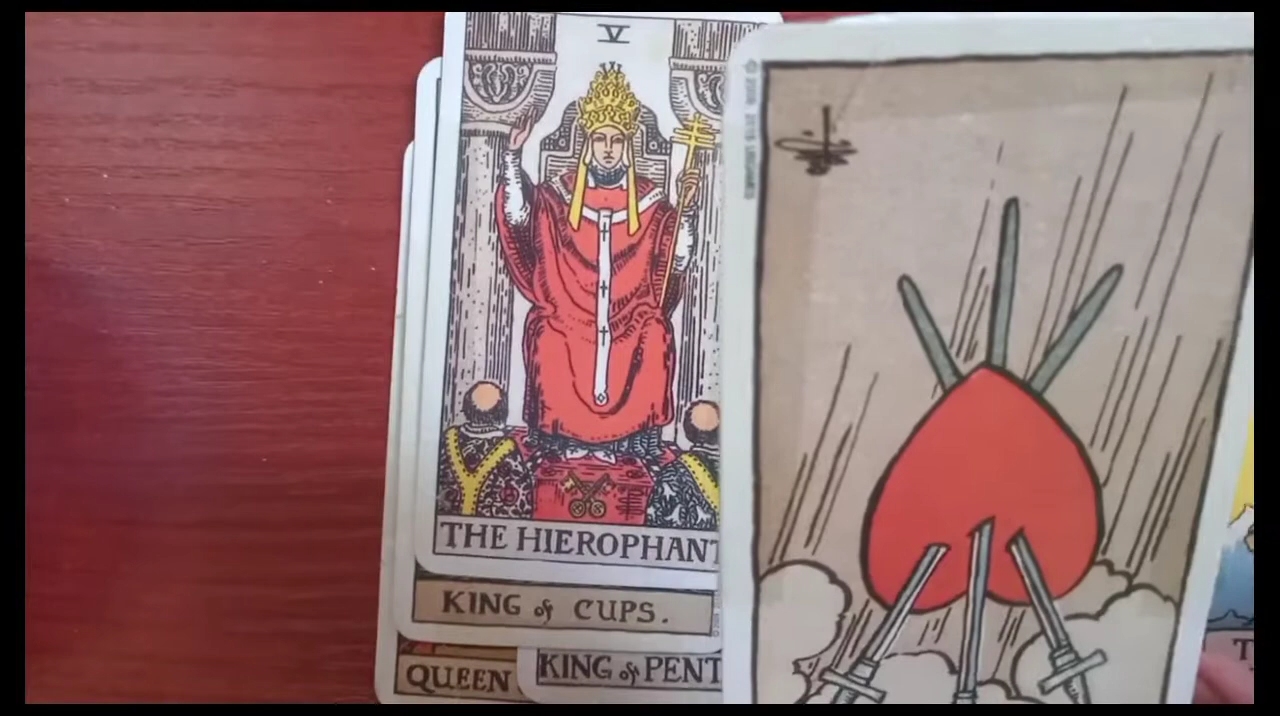 V
THE HIEROPHANT
KING of CUPS.
QUEEN
KING of PENT
T